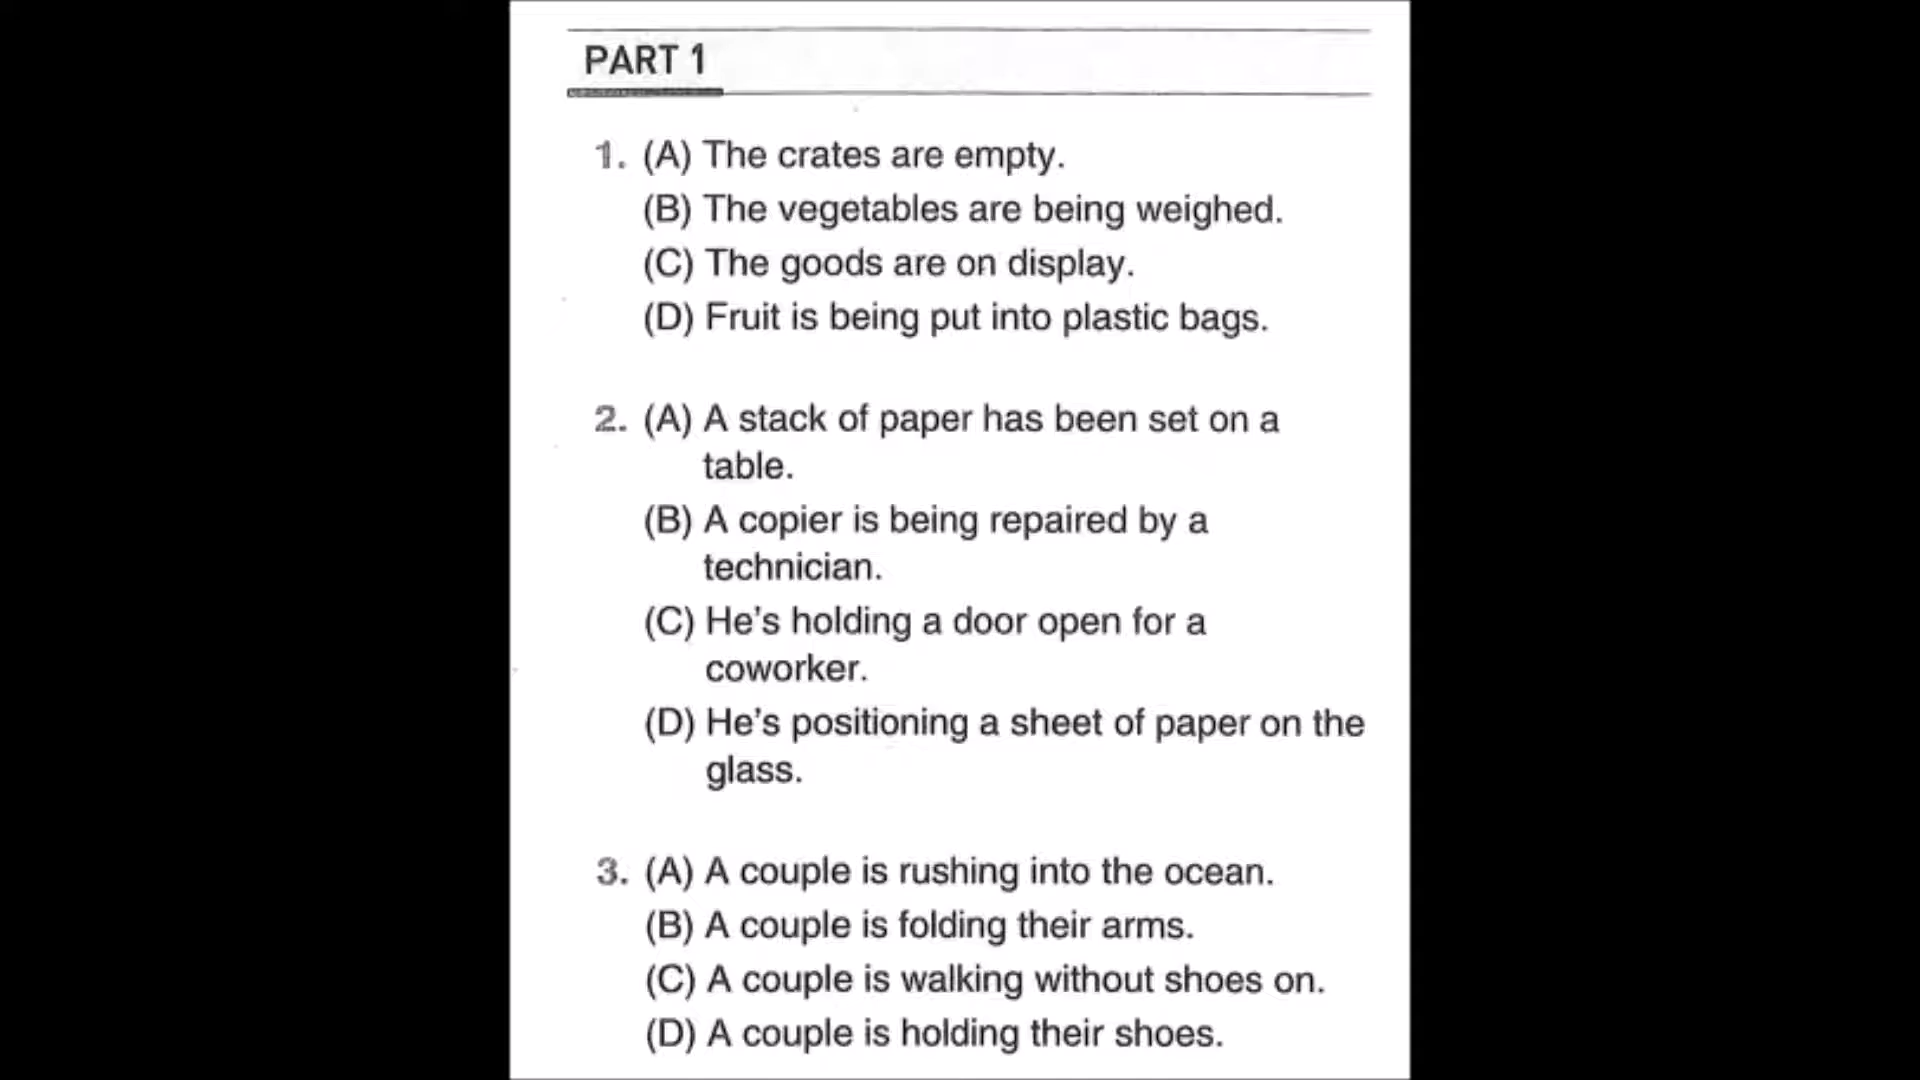 PART 1
1. (A) The crates are empty.
(B) The vegetables are being weighed.
(C) The goods are on display.
(D) Fruit is being put into plastic bags.
2. (A) A stack of paper has been set on a
table.
(B) A copier is being repaired by a
technician.
(C) He's holding a door open for a
coworker.
(D) He's positioning a sheet of paper on the
glass.
3. (A) A couple is rushing into the ocean.
(B) A couple is folding their arms.
(C) A couple is walking without shoes on.
(D) A couple is holding their shoes.